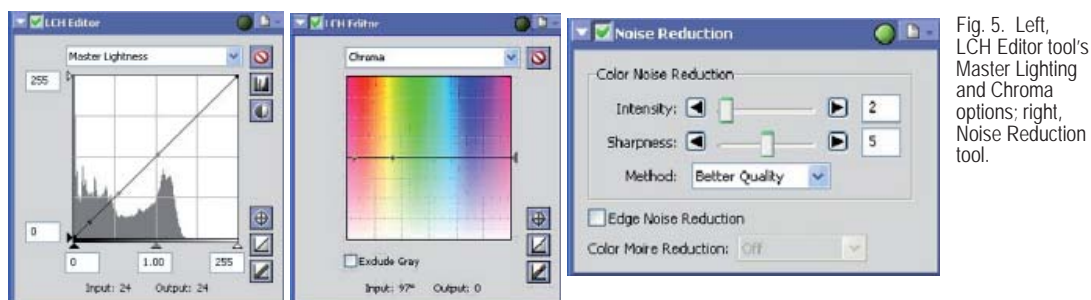 LCH Editor
Master Lightness
255
0
0 1.00 255
Input: 24 Output: 24
LCH Editor
Chroma
Exclude Gray
Input: 97° Output: 0
Noise Reduction
Color Noise Reduction
Intensity: 2
Sharpness: 5
Method: Better Quality
Edge Noise Reduction
Color Moire Reduction: Off
Fig. 5. Left,
LCH Editor tool's
Master Lighting
and Chroma
options; right,
Noise Reduction
tool.